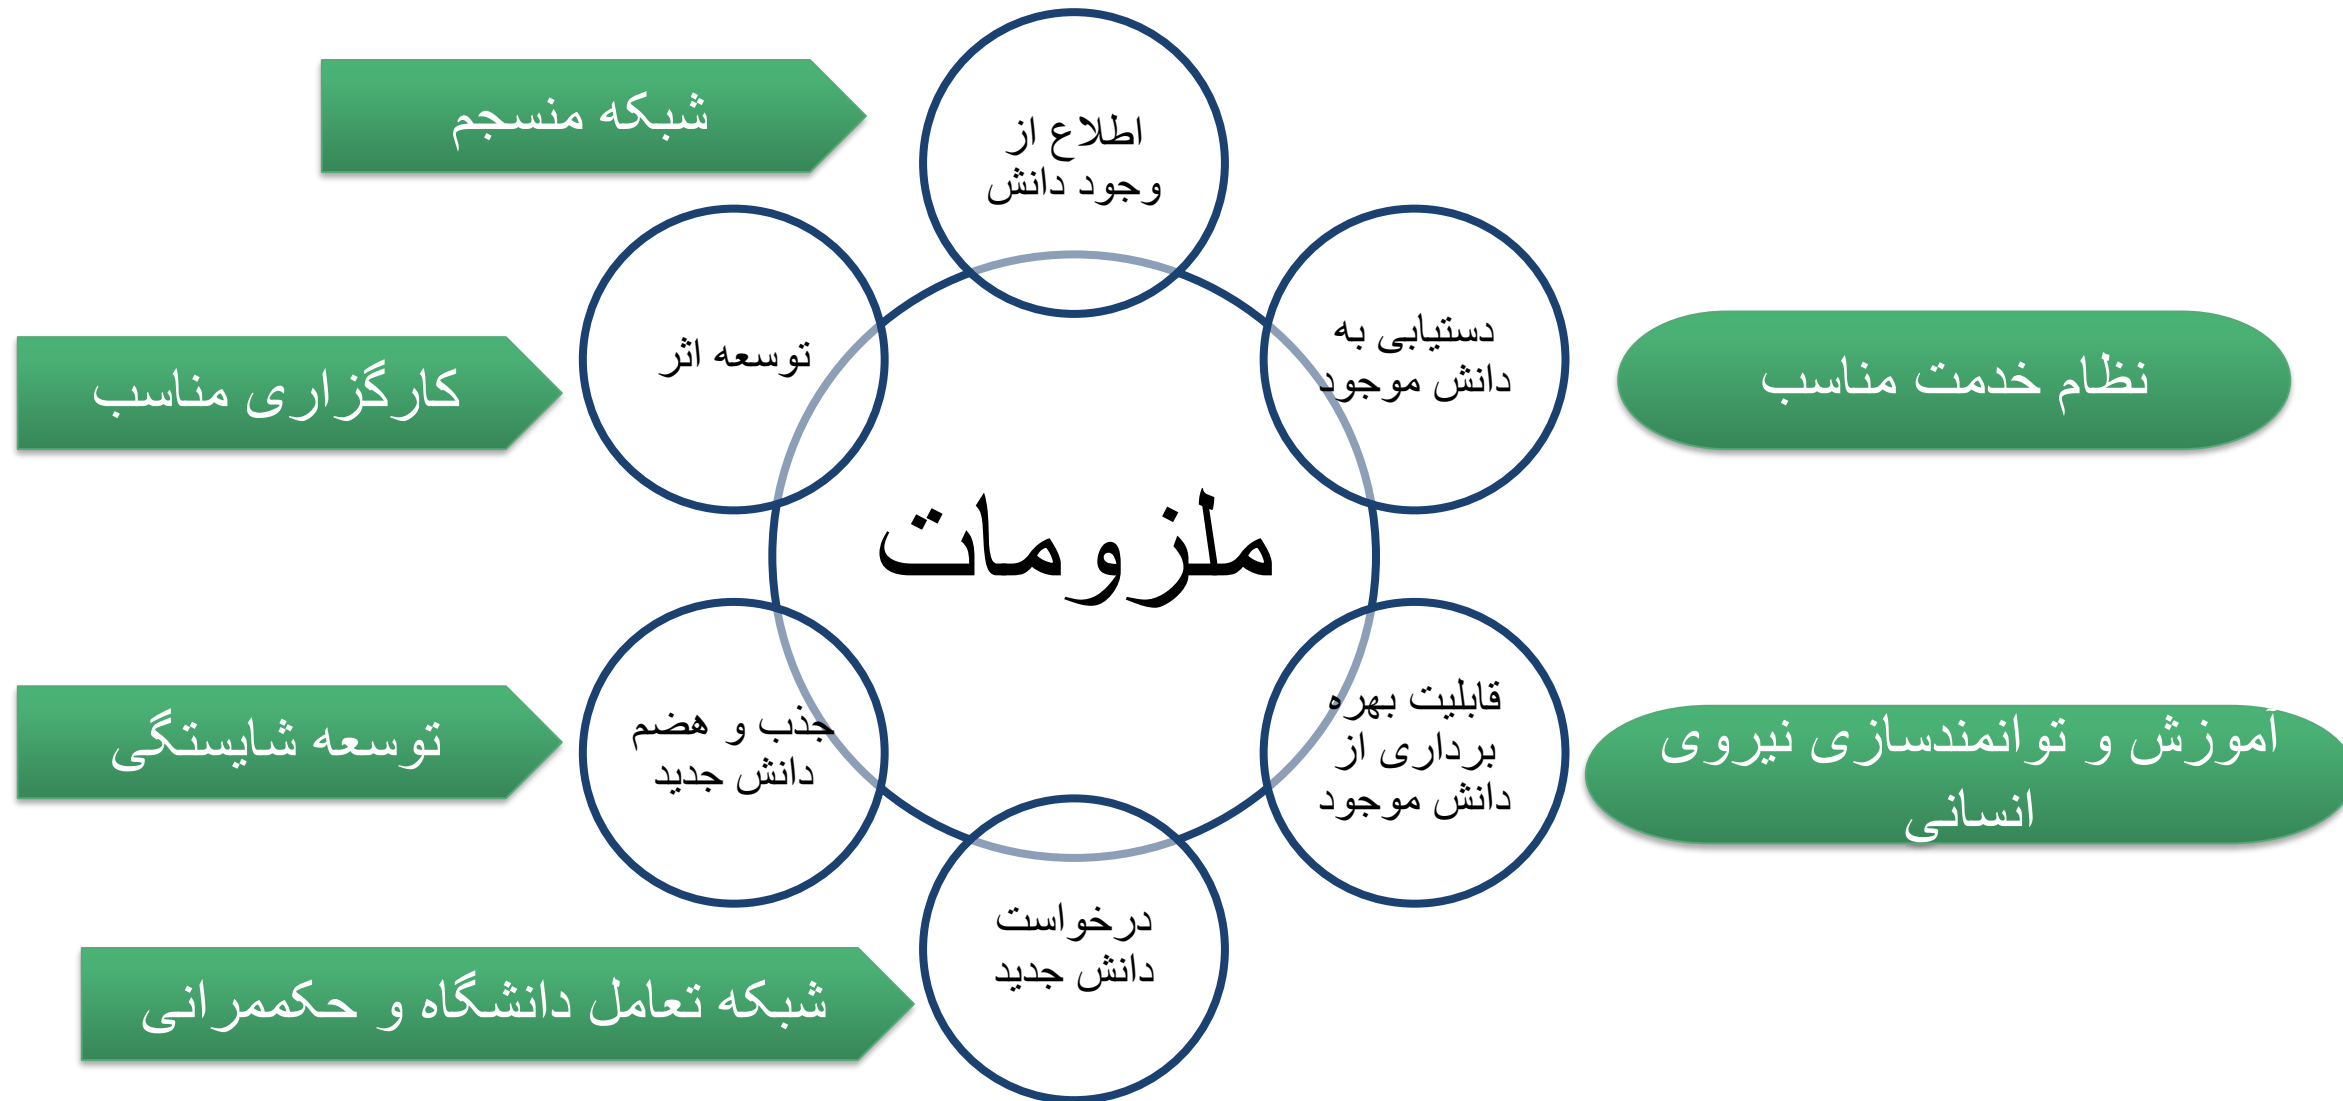 شبکه منسجم
اطلاع از
وجود دانش
دستیابی به
دانش موجود
نظام خدمت مناسب
توسعه اثر
کارگزاری مناسب
ملزومات
قابلیت بهره
برداری از
دانش موجود
آموزش و توانمندسازی نیروی
انسانی
جذب و هضم
دانش جدید
توسعه شایستگی
درخواست
دانش جدید
شبکه تعامل دانشگاه و حکممرانی